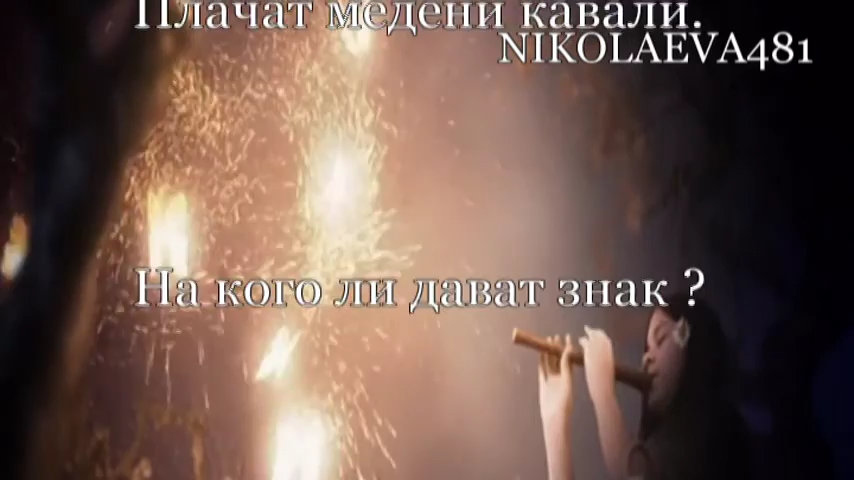 Плачат медени кавали.
NIKOLAEVA481
На кого ли дават знак ?